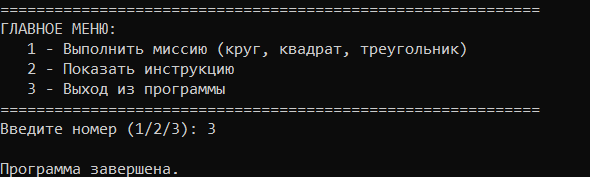 ============================================================
ГЛАВНОЕ МЕНЮ:
   1 - Выполнить миссию (круг, квадрат, треугольник)
   2 - Показать инструкцию
   3 - Выход из программы
============================================================
Введите номер (1/2/3): 3

Программа завершена.